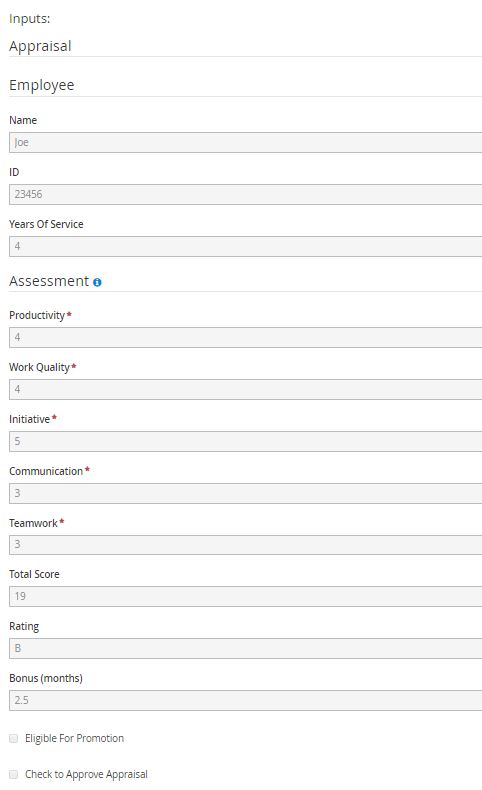 Inputs:
Appraisal
Employee
Name
Joe
ID
23456
Years Of Service
4
Assessment
Productivity*
4
Work Quality*
4
Initiative*
5
Communication*
3
Teamwork*
3
Total Score
19
Rating
B
Bonus (months)
2.5
Eligible For Promotion
Check to Approve Appraisal